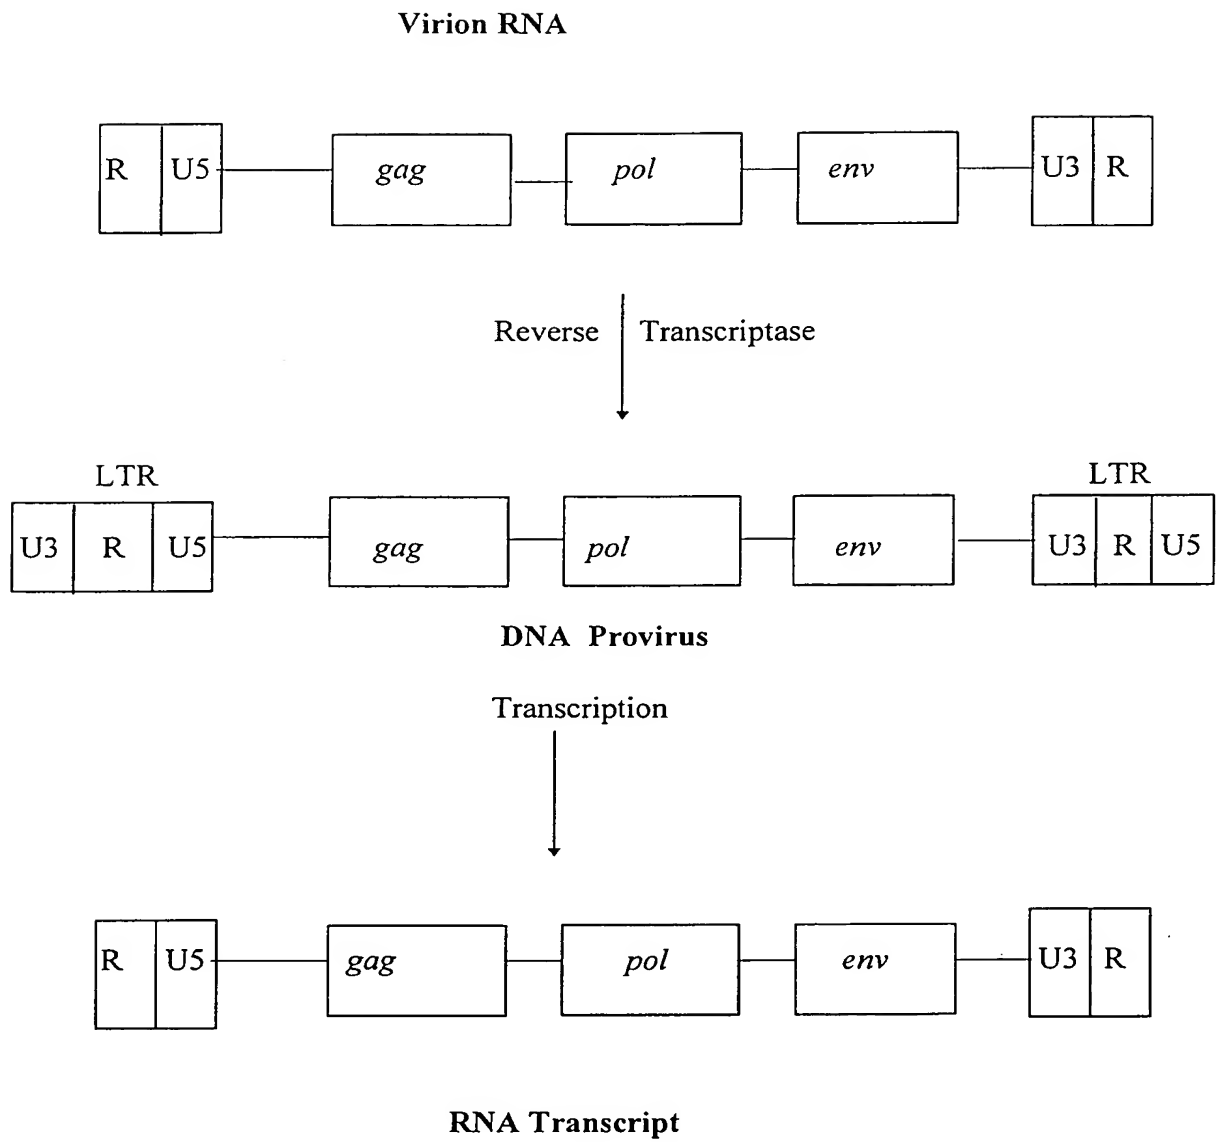 Virion RNA
R U5 gag pol env U3 R
Reverse Transcriptase
LTR LTR
U3 R U5 gag pol env U3 R U5
DNA Provirus
Transcription
R U5 gag pol env U3 R
RNA Transcript